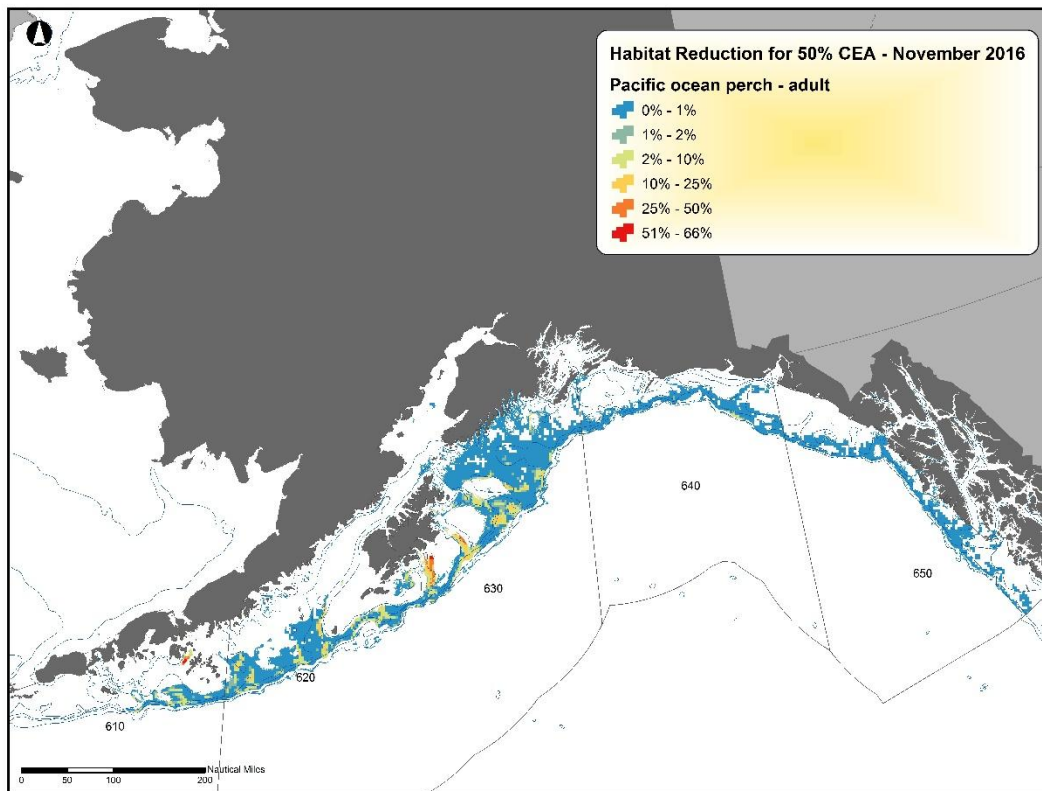 Habitat Reduction for 50% CEA - November 2016
Pacific ocean perch - adult
0% - 1%
1% - 2%
2% - 10%
10% - 25%
25% - 50%
51% - 66%
640
650
630
620
610
Nautical Miles
0 50 100 200